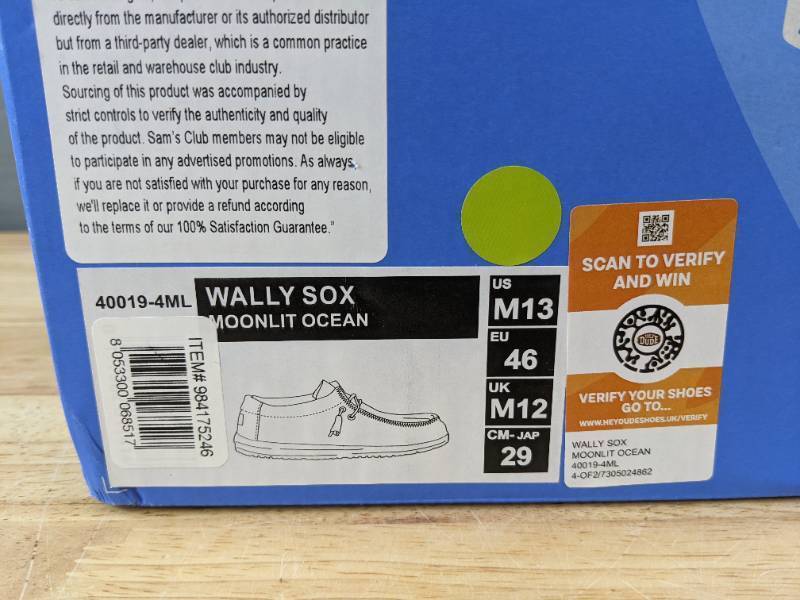 directly from the manufacturer or its authorized distributor
but from a third-party dealer, which is a common practice
in the retail and warehouse club industry.
Sourcing of this product was accompanied by
strict controls to verify the authenticity and quality
of the product. Sam's Club members may not be eligible
to participate in any advertised promotions. As always,
if you are not satisfied with your purchase for any reason,
we'll replace it or provide a refund according
to the terms of our 100% Satisfaction Guarantee."
40019-4ML
WALLY SOX
MOONLIT OCEAN
ITEM# 984175246
8 053300 068517
US
M13
EU
46
UK
M12
CM-JAP
29
SCAN TO VERIFY
AND WIN
DUDE
VERIFY YOUR SHOES
GO TO...
WWW.HEYDUDESHOES.UK/VERIFY
WALLY SOX
MOONLIT OCEAN
40019-4ML
4-OF2/7305024862